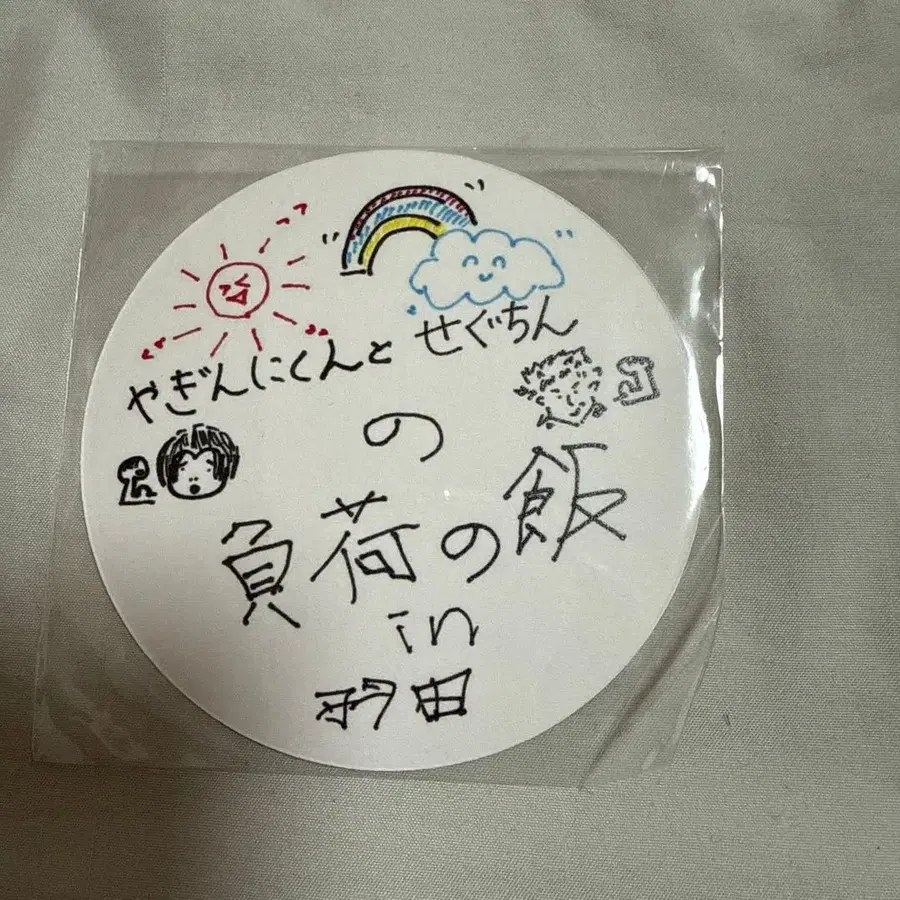 やぎんにくんと せぐちん
の
負荷の飯
in
羽田